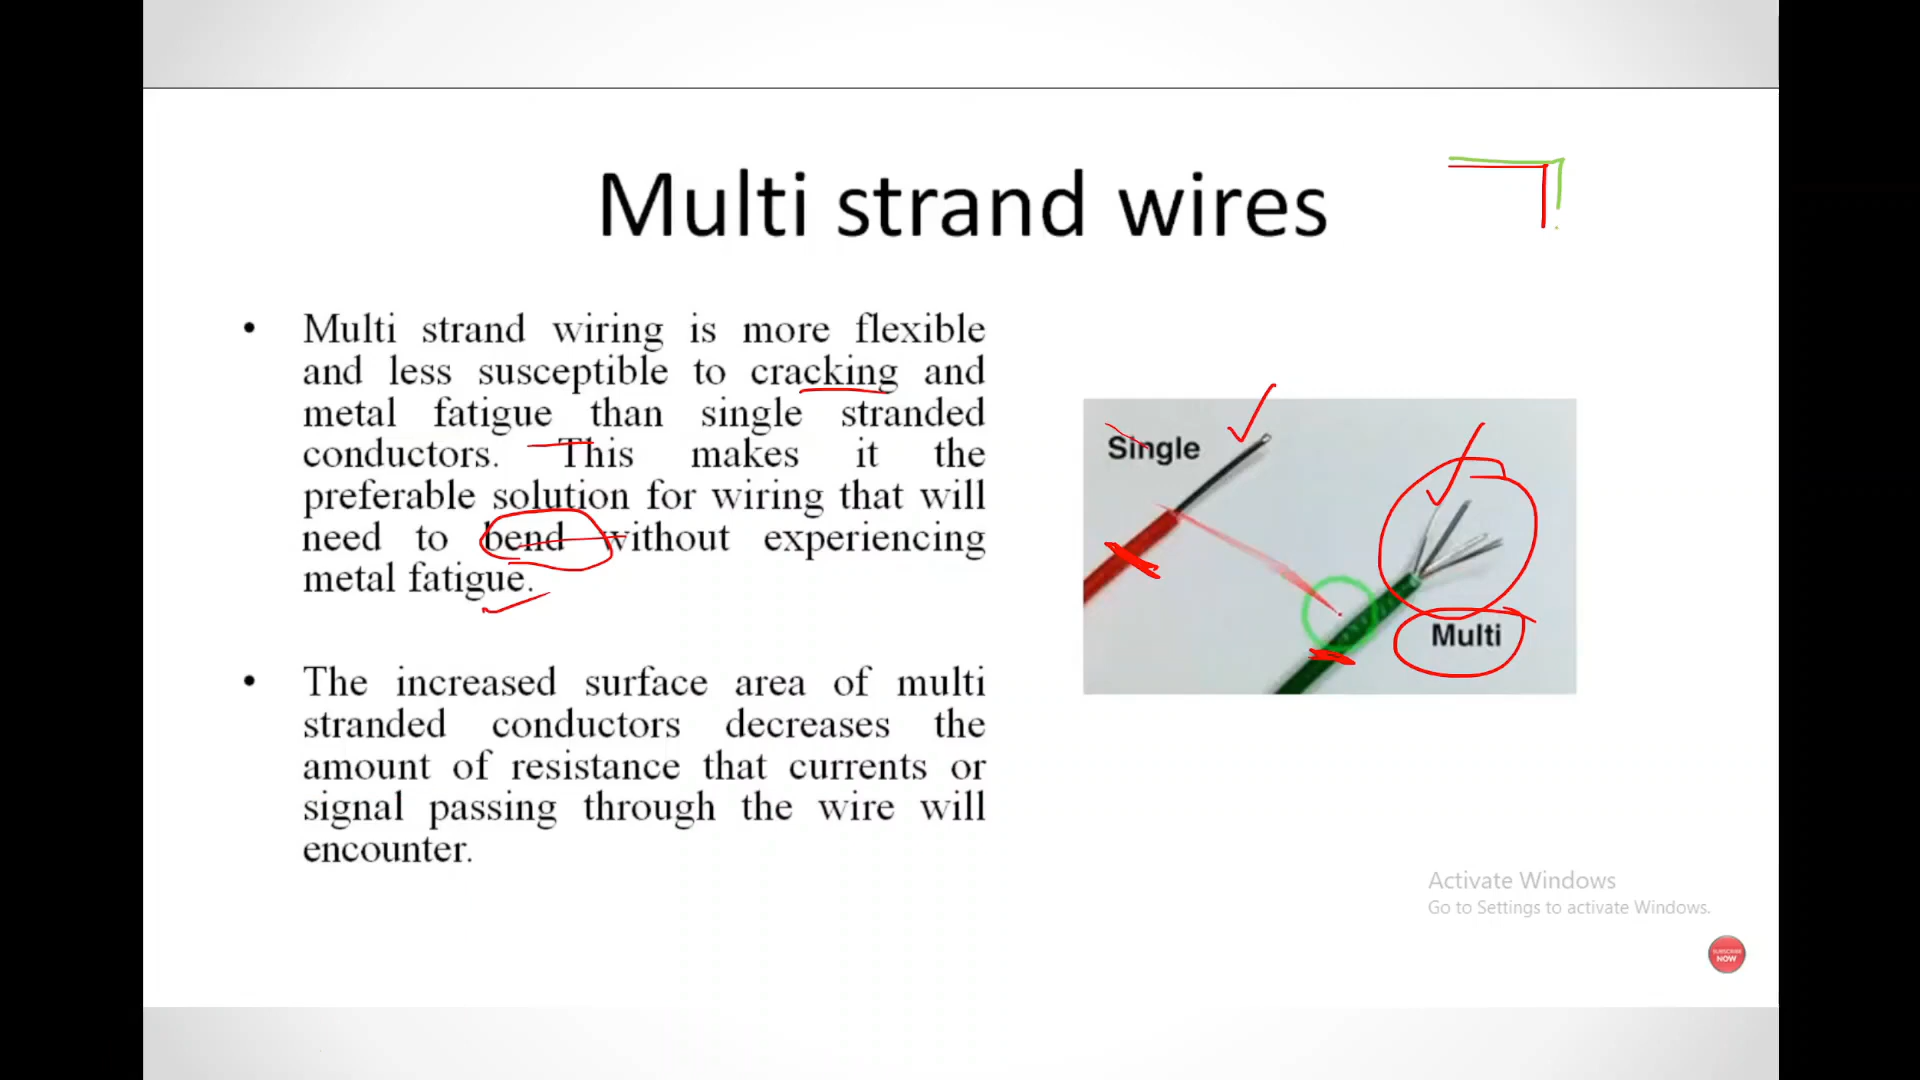 Multi strand wires
• Multi strand wiring is more flexible
and less susceptible to cracking and
metal fatigue than single stranded
conductors. This makes it the
preferable solution for wiring that will
need to bend without experiencing
metal fatigue.
• The increased surface area of multi
stranded conductors decreases the
amount of resistance that currents or
signal passing through the wire will
encounter.
Single
Multi
Activate Windows
Go to Settings to activate Windows.
SUBSCRIBE
NOW